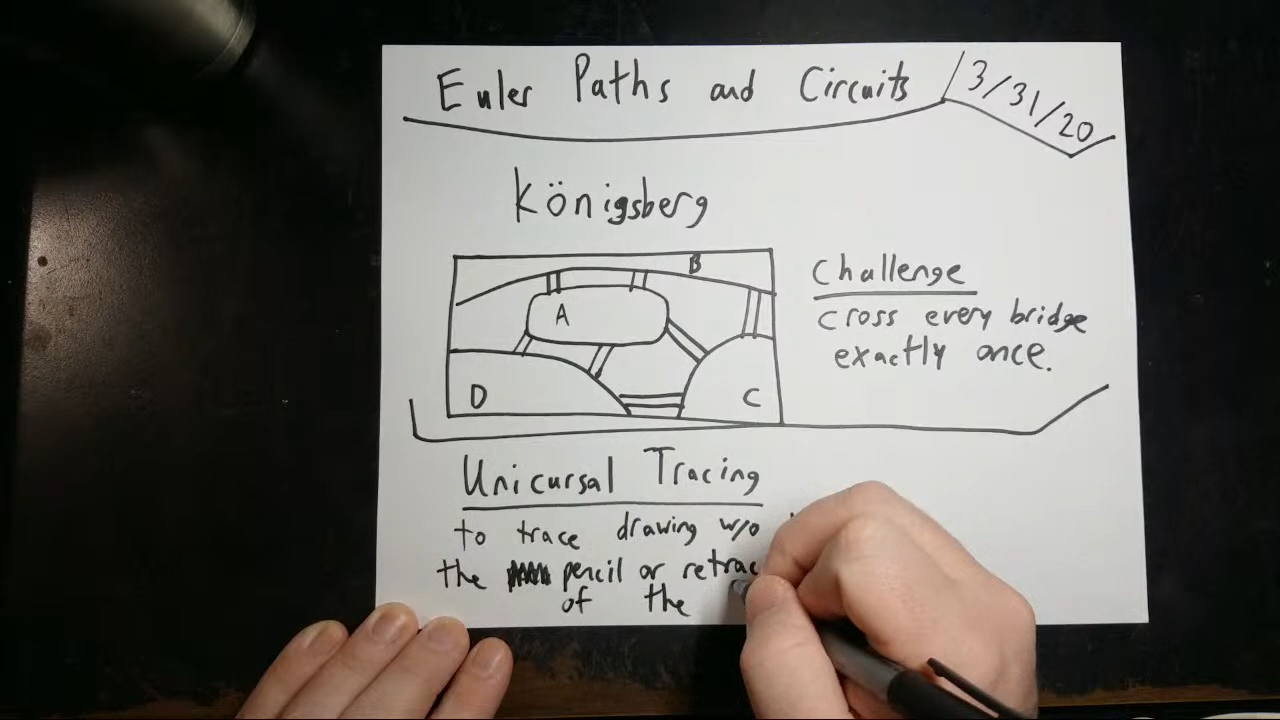 Euler Paths and Circuits
3/31/20
Königsberg
B
A
D
C
Challenge
cross every bridge
exactly once.
Unicursal Tracing
to trace drawing w/o
the pencil or
of the